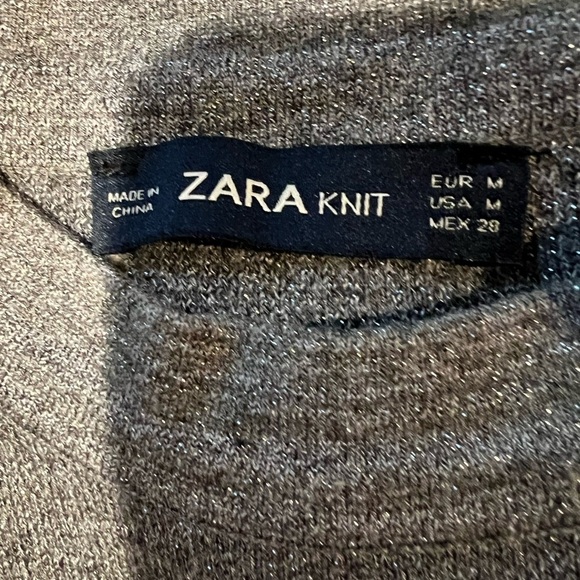 MADE IN
CHINA
ZARA KNIT
EUR M
USA M
MEX 28